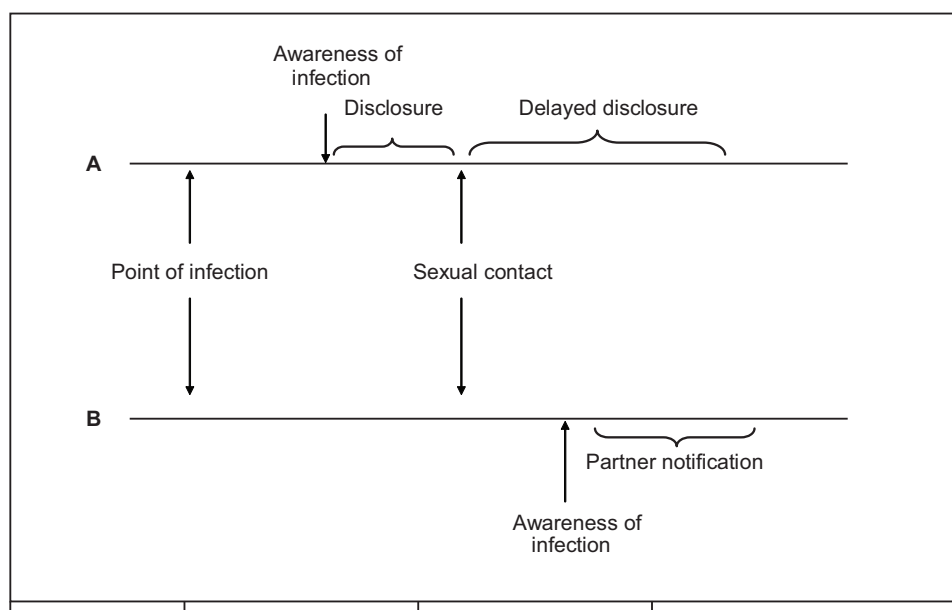 Awareness of
infection
Disclosure
Delayed disclosure
A
Point of infection
Sexual contact
B
Partner notification
Awareness of
infection